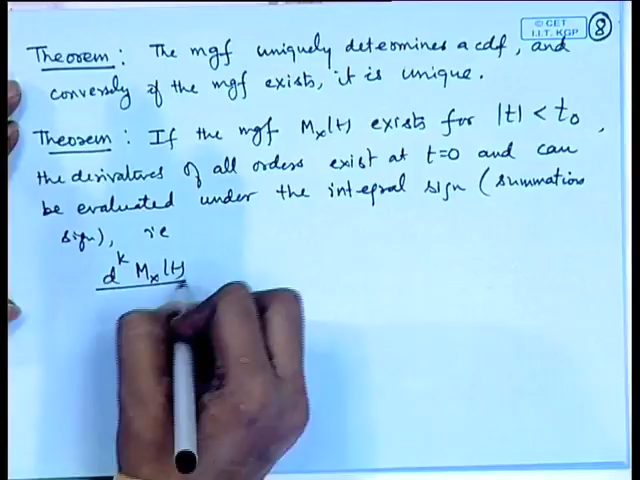 © CET
I.I.T. KGP
8
Theorem : The mgf uniquely determines a cdf, and
conversly if the mgf exists, it is unique.
Theorem : If the mgf Mₓ(t) exists for |t| < t₀ ,
the derivatives of all orders exist at t=0 and can
be evaluated under the integral sign (summation
sign), ie
dᵏ Mₓ(t)